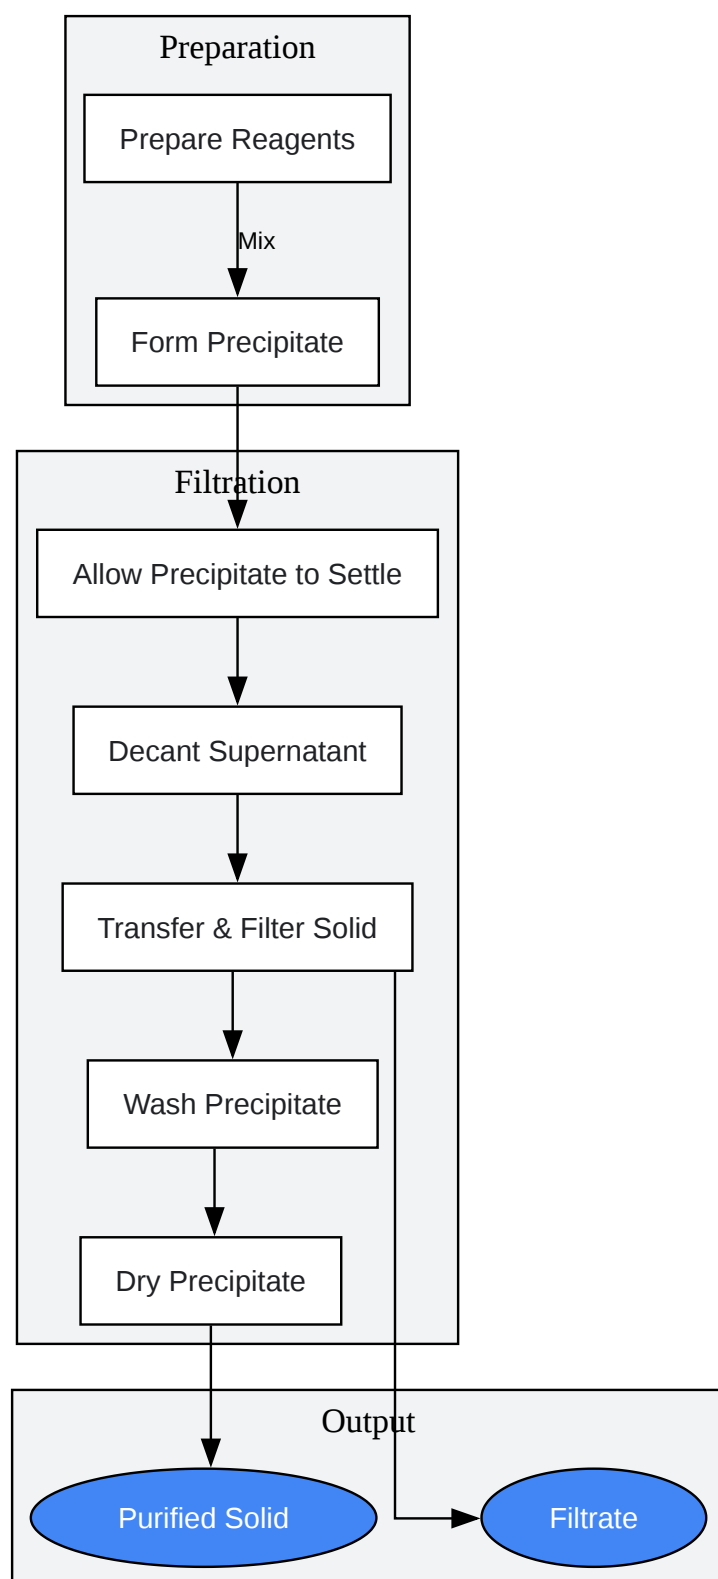 Preparation
Prepare Reagents
Mix
Form Precipitate
Filtration
Allow Precipitate to Settle
Decant Supernatant
Transfer & Filter Solid
Wash Precipitate
Dry Precipitate
Output
Purified Solid
Filtrate